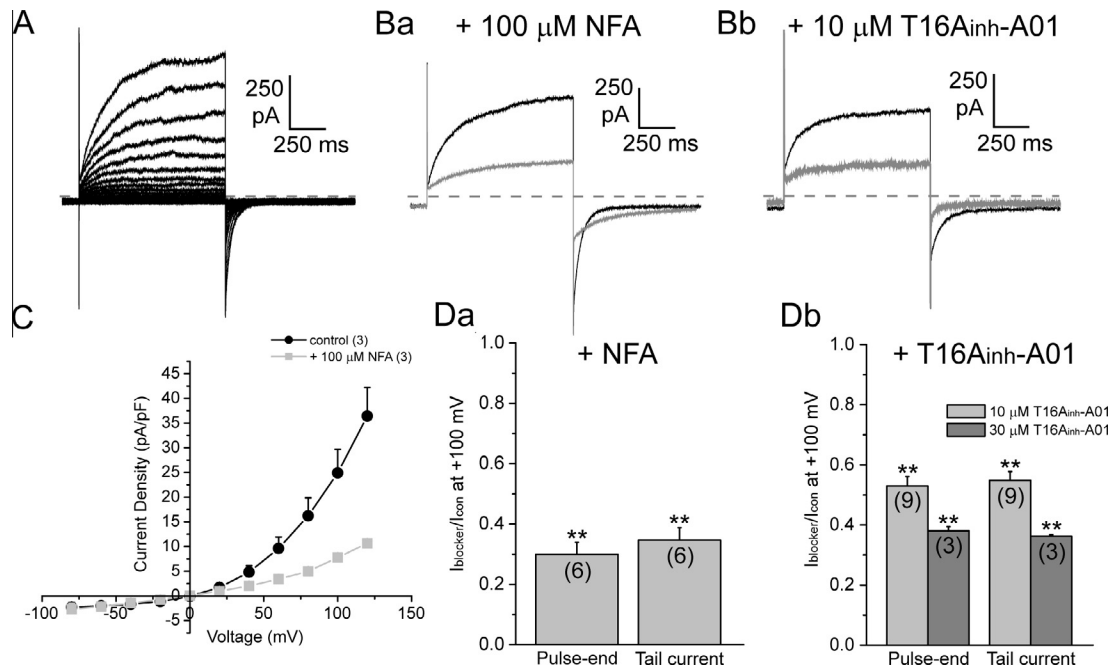 A
250
pA
250 ms
Ba
+ 100 μM NFA
250
pA
250 ms
Bb
+ 10 μM T16Ainh-A01
250
pA
250 ms
C
control (3)
+ 100 μM NFA (3)
Current Density (pA/pF)
45
40
35
30
25
20
15
10
5
0
-5
-100
-50
0
50
100
150
Voltage (mV)
Da
+ NFA
Iblocker/Icon at +100 mV
1.0
0.8
0.6
0.4
0.2
0.0
**
(6)
**
(6)
Pulse-end
Tail current
Db
+ T16Ainh-A01
10 μM T16Ainh-A01
30 μM T16Ainh-A01
Iblocker/Icon at +100 mV
1.0
0.8
0.6
0.4
0.2
0.0
**
(9)
**
(3)
**
(9)
**
(3)
Pulse-end
Tail current